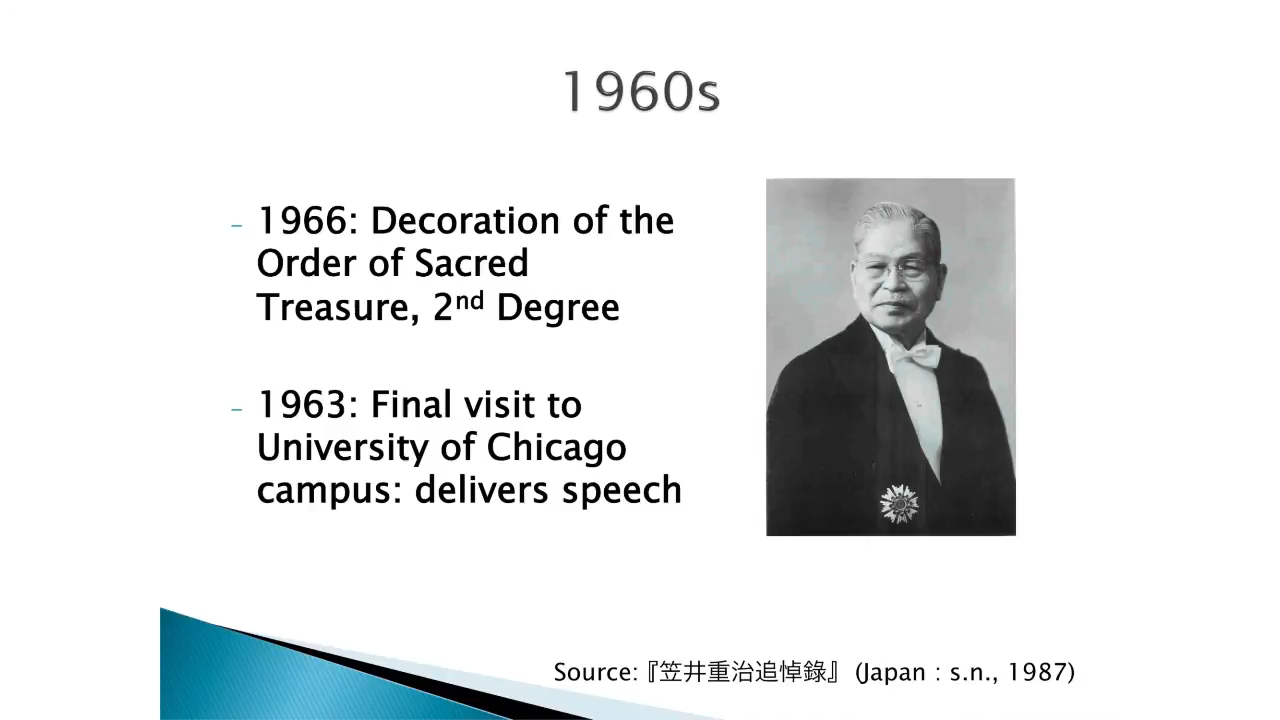 1960s
– 1966: Decoration of the
Order of Sacred
Treasure, 2nd Degree
– 1963: Final visit to
University of Chicago
campus: delivers speech
Source:『笠井重治追悼錄』(Japan : s.n., 1987)